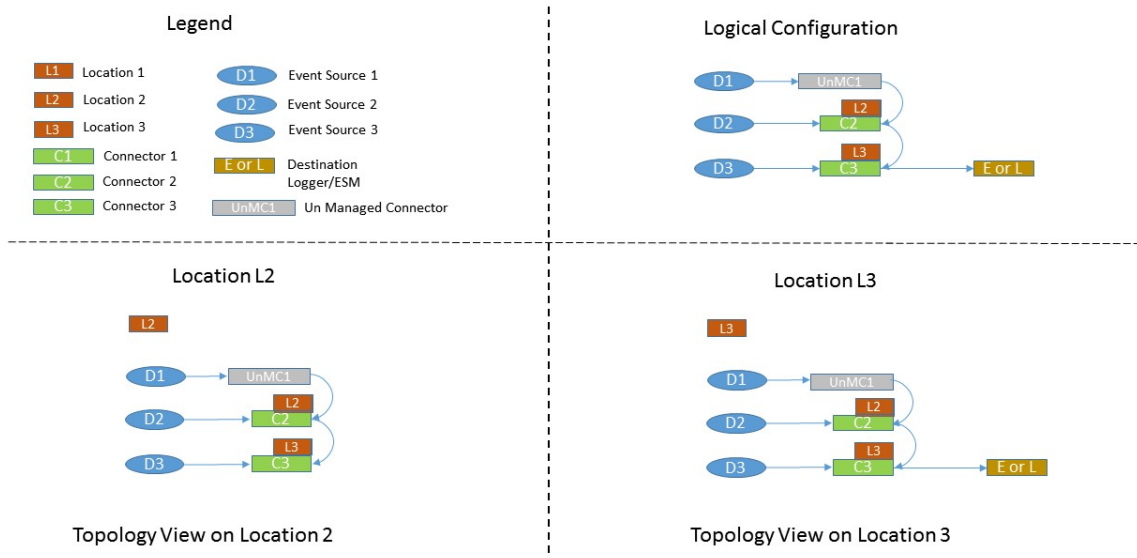 Legend
L1 Location 1
L2 Location 2
L3 Location 3
C1 Connector 1
C2 Connector 2
C3 Connector 3
D1 Event Source 1
D2 Event Source 2
D3 Event Source 3
E or L Destination
Logger/ESM
UnMC1 Un Managed Connector
Logical Configuration
D1 UnMC1
L2
D2 C2
L3
D3 C3 E or L
Location L2
L2
D1 UnMC1
L2
D2 C2
L3
D3 C3
Topology View on Location 2
Location L3
L3
D1 UnMC1
L2
D2 C2
L3
D3 C3 E or L
Topology View on Location 3